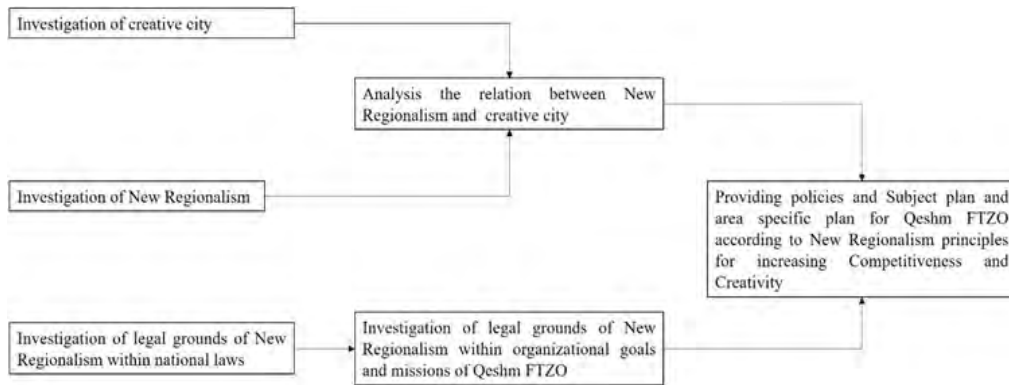 Investigation of creative city
Analysis the relation between New
Regionalism and creative city
Investigation of New Regionalism
Providing policies and Subject plan and
area specific plan for Qeshm FTZO
according to New Regionalism principles
for increasing Competitiveness and
Creativity
Investigation of legal grounds of New
Regionalism within national laws
Investigation of legal grounds of New
Regionalism within organizational goals
and missions of Qeshm FTZO